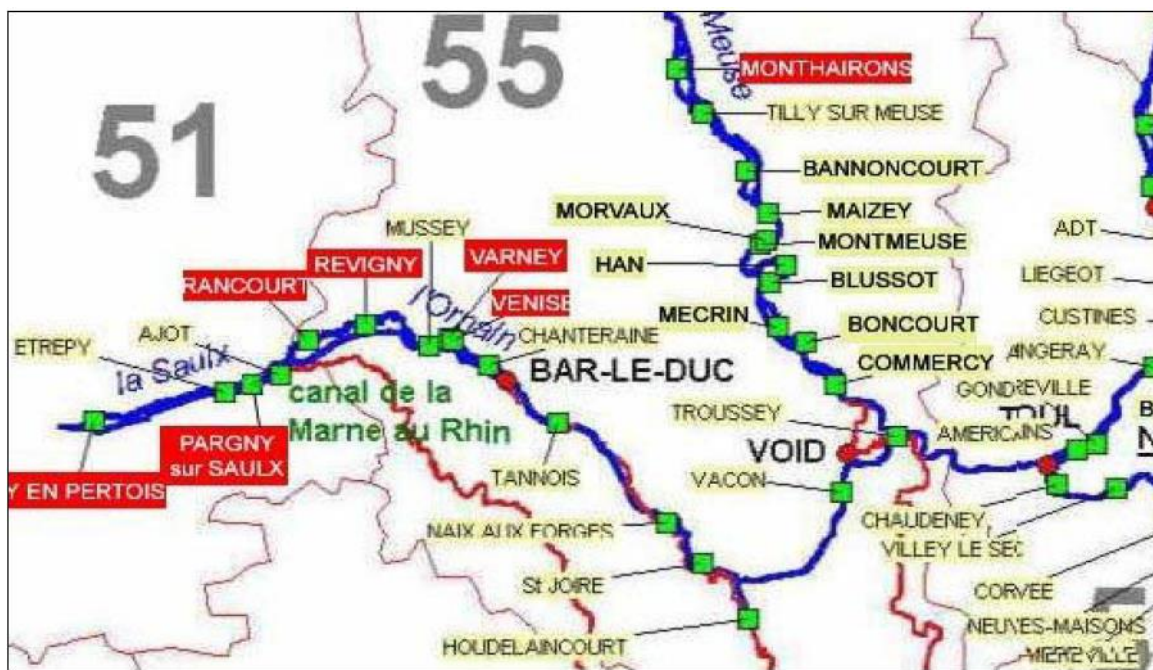 55
51
Meuse
MONTHAIRONS
TILLY SUR MEUSE
BANNONCOURT
MORVAUX
MAIZEY
MUSSEY
MONTMEUSE
ADT
REVIGNY
VARNEY
HAN
RANCOURT
BLUSSOT
LIEGEOT
VENISE
l'Ornain
MECRIN
BONCOURT
CUSTINES
AJOT
CHANTERAINE
ETREPY
la Saulx
COMMERCY
ANGERAY
BAR-LE-DUC
GONDREVILLE
canal de la
Marne au Rhin
TROUSSEY
TOUL
B
AMERICAINS
N
PARGNY
sur SAULX
VOID
TANNOIS
VACON
Y EN PERTOIS
CHAUDENEY
NAIX AUX FORGES
VILLEY LE SEC
St JOIRE
CORVEE
NEUVES-MAISONS
HOUDELAINCOURT